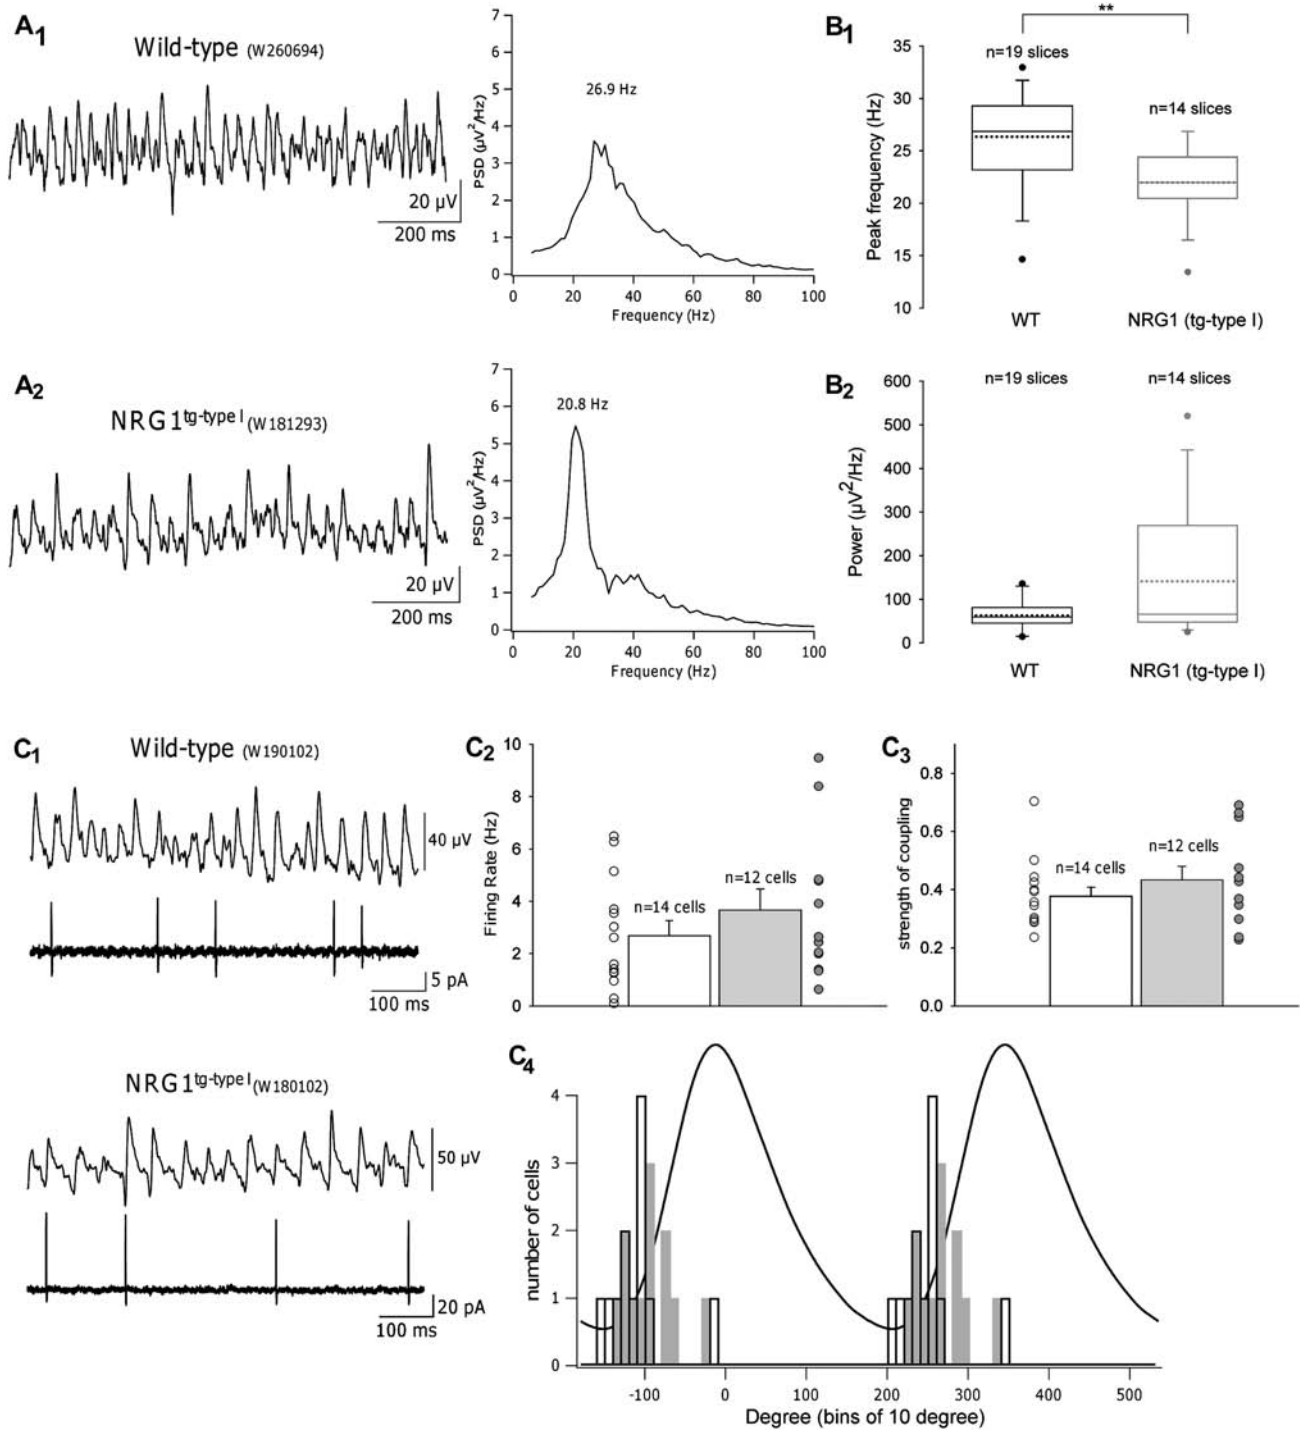 A1
Wild-type (W260694)
20 µV
200 ms
7
6
5
4
3
2
1
0
PSD (µV²/Hz)
26.9 Hz
0 20 40 60 80 100
Frequency (Hz)
B1
**
n=19 slices
n=14 slices
35
30
25
20
15
10
Peak frequency (Hz)
WT NRG1 (tg-type I)
A2
NRG1tg-type I (W181293)
20 µV
200 ms
7
6
5
4
3
2
1
0
PSD (µV²/Hz)
20.8 Hz
0 20 40 60 80 100
Frequency (Hz)
B2
n=19 slices n=14 slices
600
500
400
300
200
100
0
Power (µV²/Hz)
WT NRG1 (tg-type I)
C1
Wild-type (W190102)
40 µV
5 pA
100 ms
NRG1tg-type I (W180102)
50 µV
20 pA
100 ms
C2
10
8
6
4
2
0
Firing Rate (Hz)
n=14 cells
n=12 cells
C3
0.8
0.6
0.4
0.2
0.0
strength of coupling
n=14 cells
n=12 cells
C4
4
3
2
1
0
number of cells
-100 0 100 200 300 400 500
Degree (bins of 10 degree)